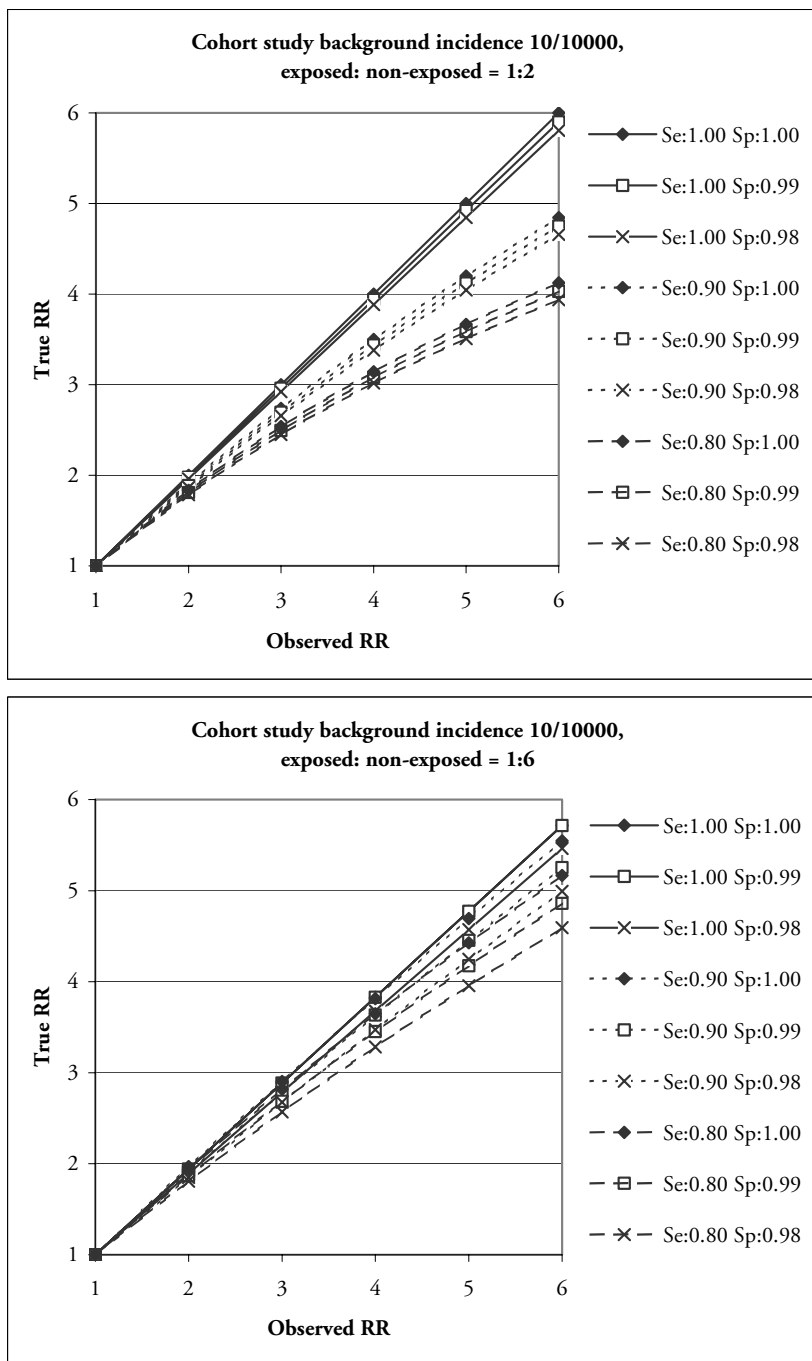 Cohort study background incidence 10/10000,
exposed: non-exposed = 1:2
6
5
4
3
2
1
True RR
1 2 3 4 5 6
Observed RR
Se:1.00 Sp:1.00
Se:1.00 Sp:0.99
Se:1.00 Sp:0.98
Se:0.90 Sp:1.00
Se:0.90 Sp:0.99
Se:0.90 Sp:0.98
Se:0.80 Sp:1.00
Se:0.80 Sp:0.99
Se:0.80 Sp:0.98
Cohort study background incidence 10/10000,
exposed: non-exposed = 1:6
6
5
4
3
2
1
True RR
1 2 3 4 5 6
Observed RR
Se:1.00 Sp:1.00
Se:1.00 Sp:0.99
Se:1.00 Sp:0.98
Se:0.90 Sp:1.00
Se:0.90 Sp:0.99
Se:0.90 Sp:0.98
Se:0.80 Sp:1.00
Se:0.80 Sp:0.99
Se:0.80 Sp:0.98